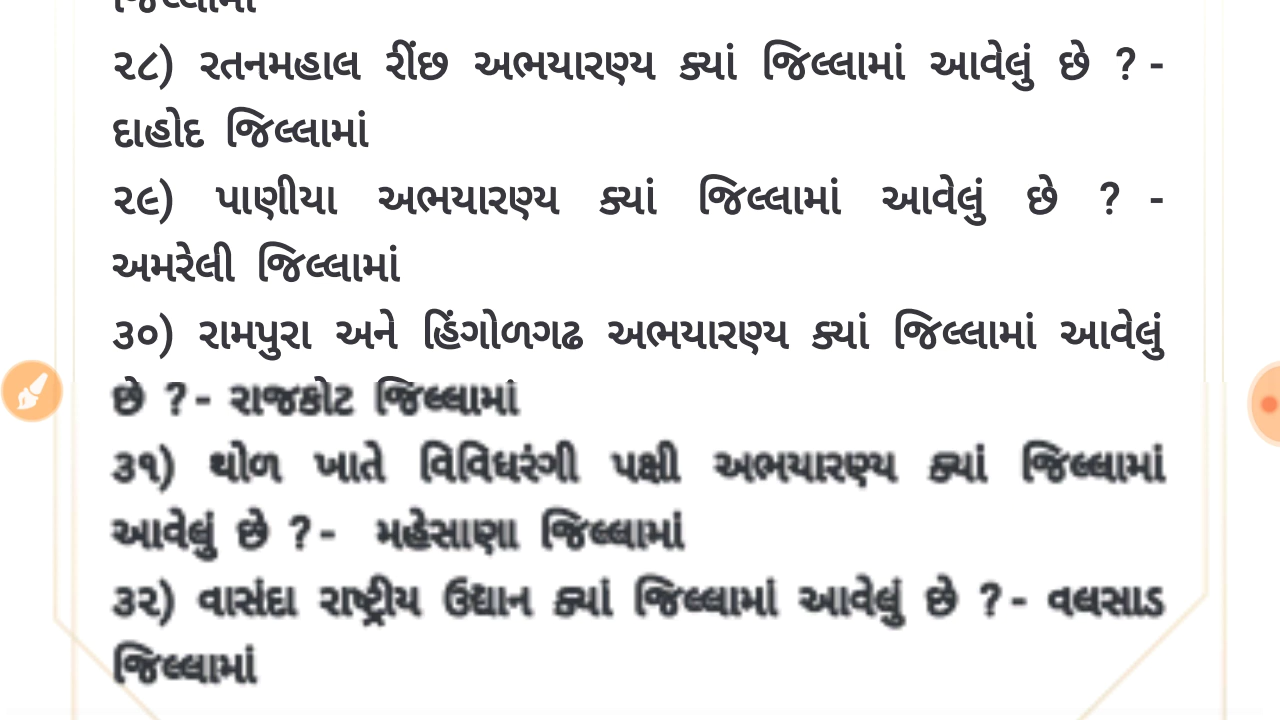 જિલ્લામાં
૨૮) રતનમહાલ રીંછ અભયારણ્ય ક્યાં જિલ્લામાં આવેલું છે ? -
દાહોદ જિલ્લામાં
૨૯) પાણીયા અભયારણ્ય ક્યાં જિલ્લામાં આવેલું છે ? -
અમરેલી જિલ્લામાં
૩૦) રામપુરા અને હિંગોળગઢ અભયારણ્ય ક્યાં જિલ્લામાં આવેલું
છે ? - રાજકોટ જિલ્લામાં
૩૧) થોળ ખાતે વિવિધરંગી પક્ષી અભયારણ્ય ક્યાં જિલ્લામાં
આવેલું છે ? - મહેસાણા જિલ્લામાં
૩૨) વાસંદા રાષ્ટ્રીય ઉદ્યાન ક્યાં જિલ્લામાં આવેલું છે ? - વલસાડ
જિલ્લામાં